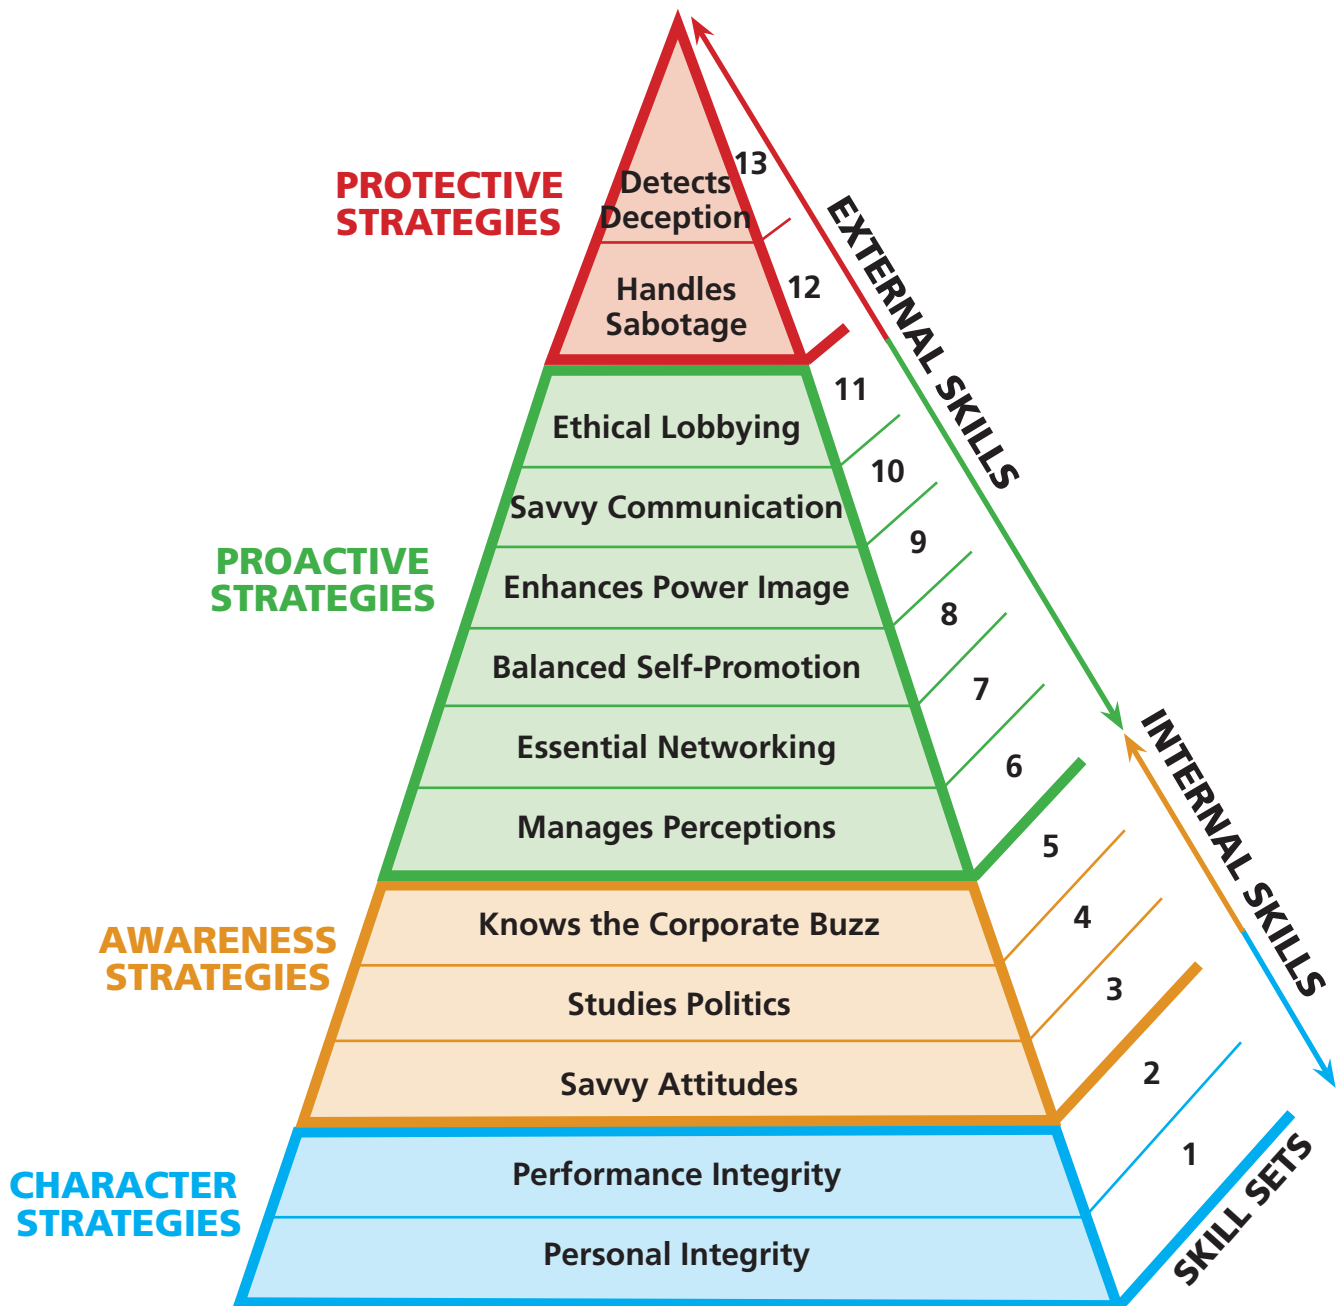 13
PROTECTIVE
STRATEGIES
Detects
Deception
EXTERNAL SKILLS
12
Handles
Sabotage
11
Ethical Lobbying
10
Savvy Communication
9
PROACTIVE
STRATEGIES
Enhances Power Image
8
Balanced Self-Promotion
7
Essential Networking
6
INTERNAL SKILLS
Manages Perceptions
5
Knows the Corporate Buzz
4
AWARENESS
STRATEGIES
Studies Politics
3
Savvy Attitudes
2
Performance Integrity
1
CHARACTER
STRATEGIES
SKILL SETS
Personal Integrity